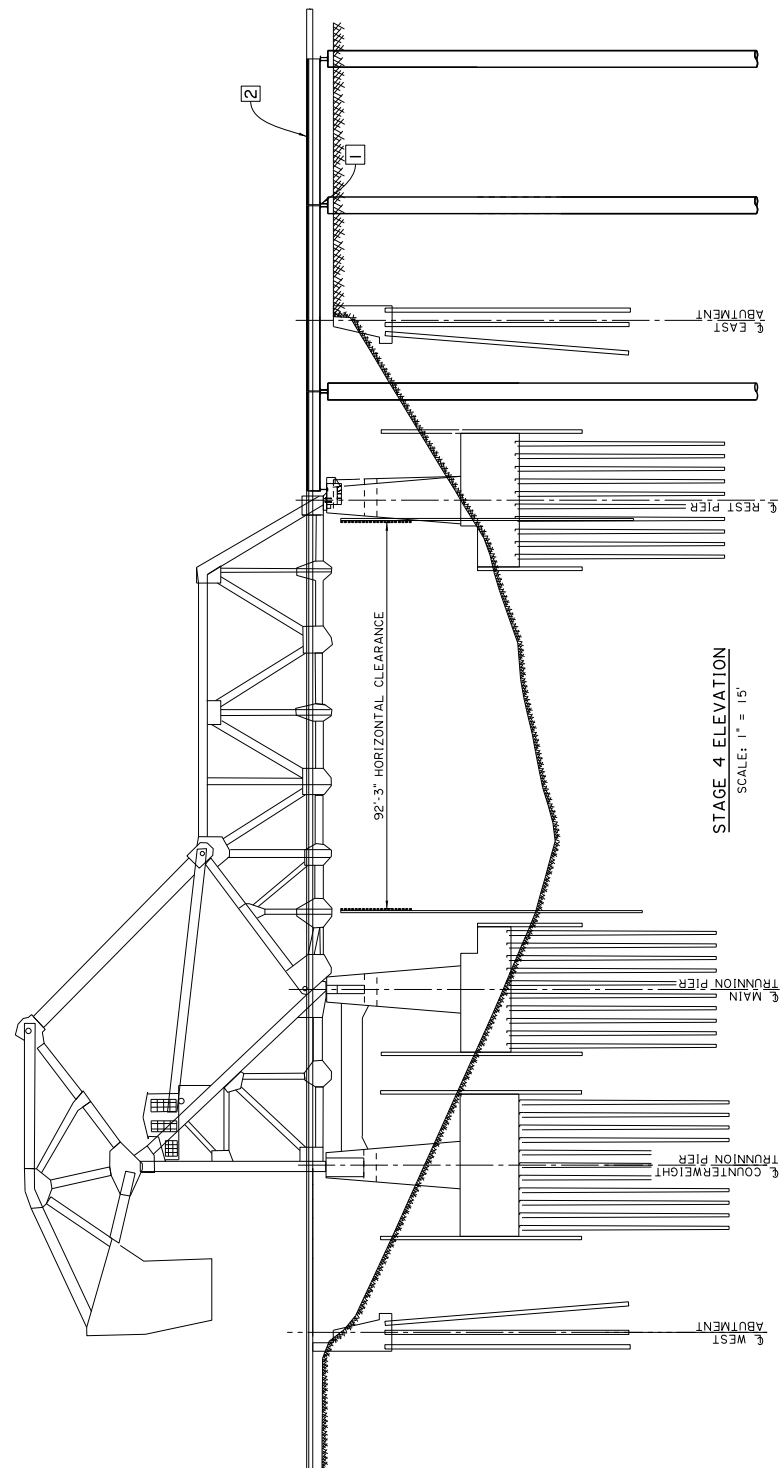 2
1
℄ EAST
ABUTMENT
℄ REST PIER
92'-3" HORIZONTAL CLEARANCE
STAGE 4 ELEVATION
SCALE: 1" = 15'
℄ MAIN
TRUNNION PIER
℄ COUNTERWEIGHT
TRUNNION PIER
℄ WEST
ABUTMENT